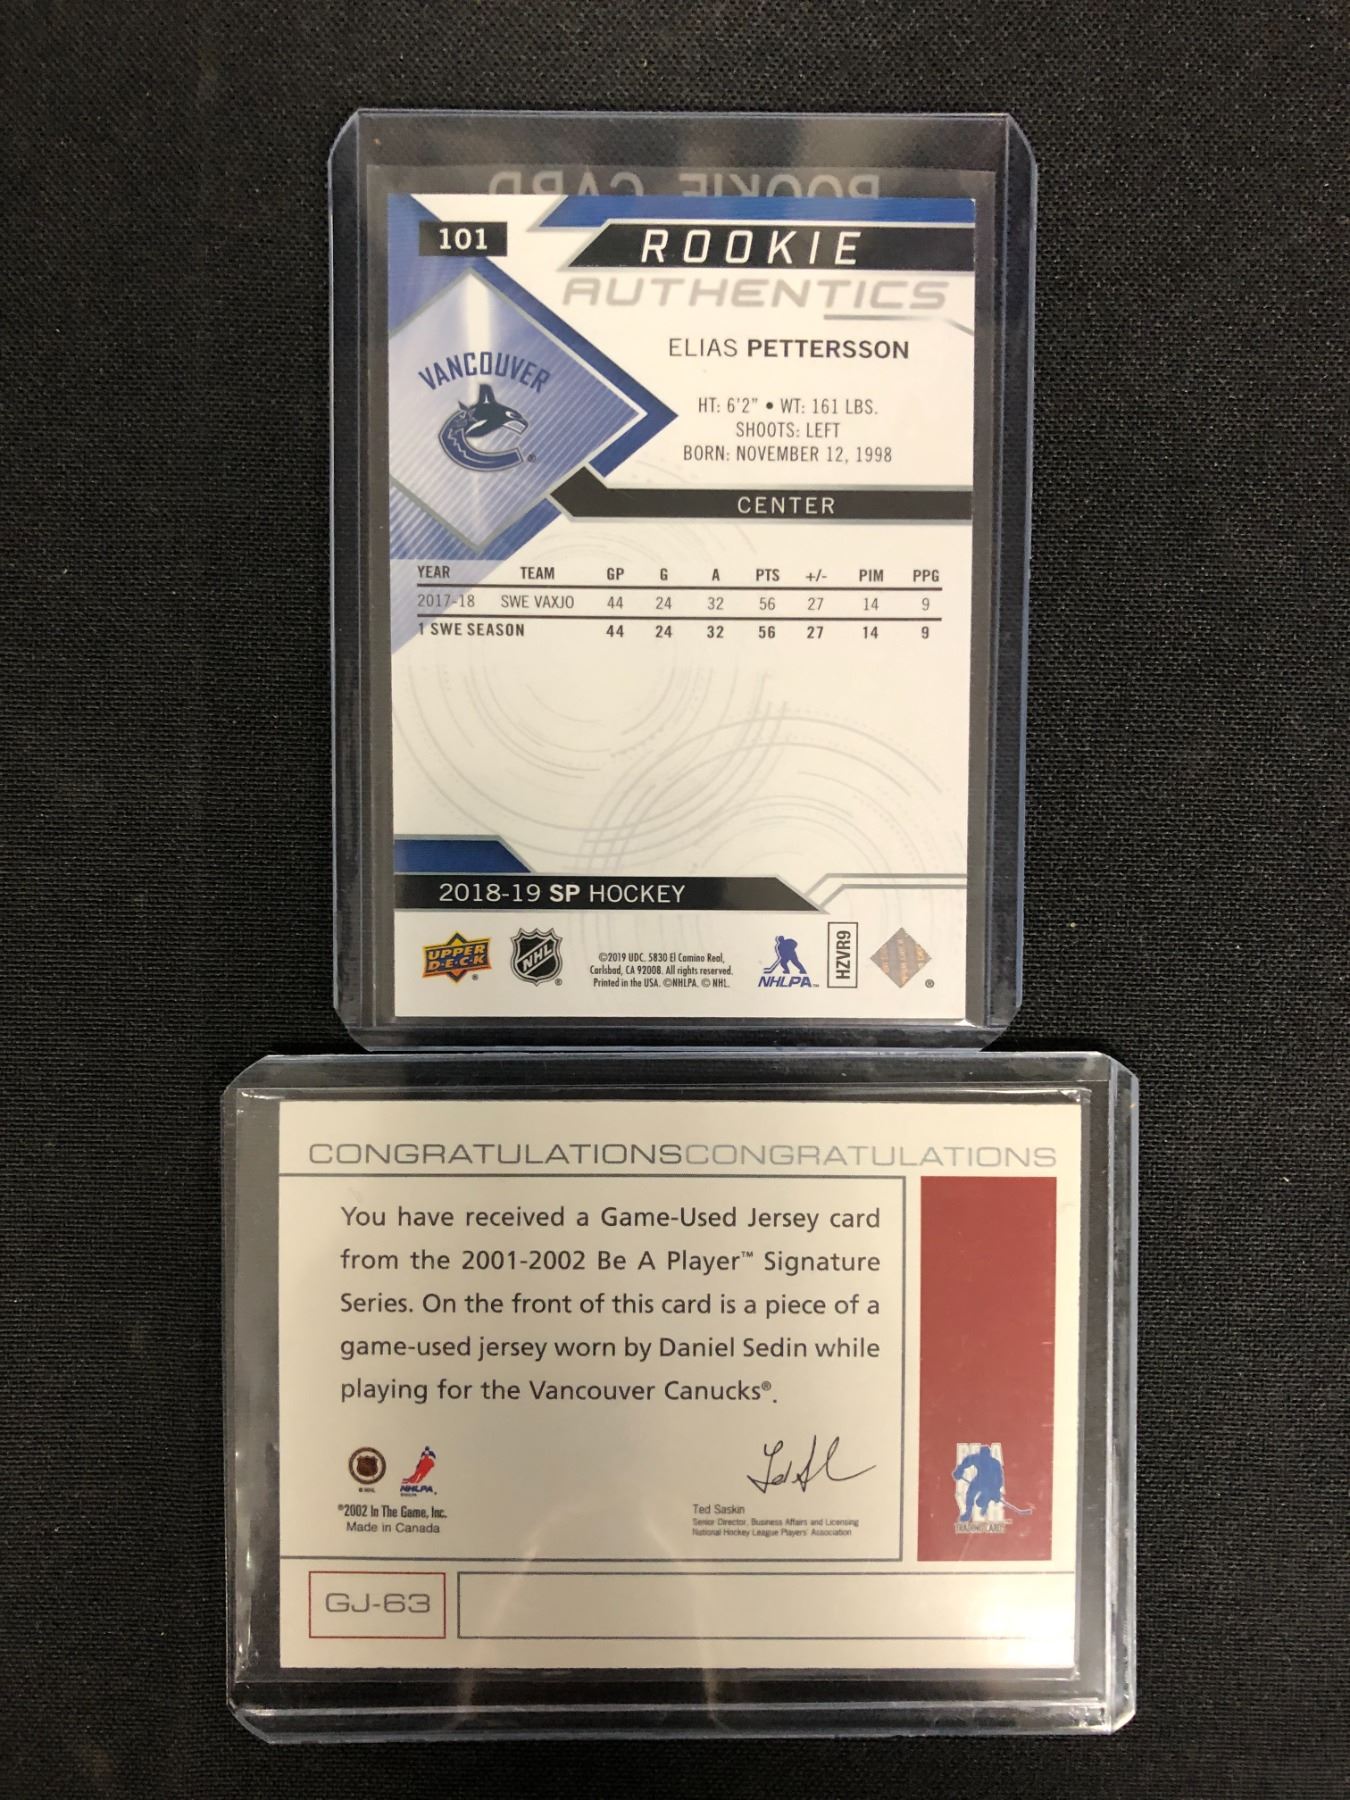 ROOKIE CARD
101
ROOKIE
AUTHENTICS
ELIAS PETTERSSON
VANCOUVER
HT: 6'2" • WT: 161 LBS.
SHOOTS: LEFT
BORN: NOVEMBER 12, 1998
CENTER
YEAR TEAM GP G A PTS +/- PIM PPG
2017-18 SWE VAXJO 44 24 32 56 27 14 9
1 SWE SEASON 44 24 32 56 27 14 9
2018-19 SP HOCKEY
UPPER DECK ®
NHL ®
©2019 UDC. 5830 El Camino Real,
Carlsbad, CA 92008. All rights reserved.
Printed in the USA. ©NHLPA. © NHL.
NHLPA™
HZVR9
®
CONGRATULATIONSCONGRATULATIONS
You have received a Game-Used Jersey card
from the 2001-2002 Be A Player™ Signature
Series. On the front of this card is a piece of a
game-used jersey worn by Daniel Sedin while
playing for the Vancouver Canucks®.
© NHL
NHLPA
©2002 In The Game, Inc.
Made in Canada
Ted Saskin
Senior Director, Business Affairs and Licensing
National Hockey League Players' Association
BE A
PLAYER
TRADING CARDS™
GJ-63